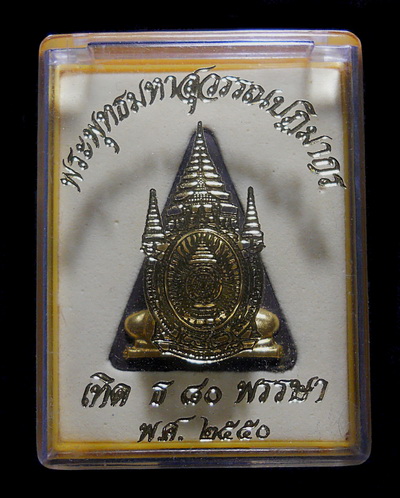 พระพุทธมหาสุวรรณปฏิมากร
เทิด ธ ๘๐ พรรษา
พ.ศ. ๒๕๕๐